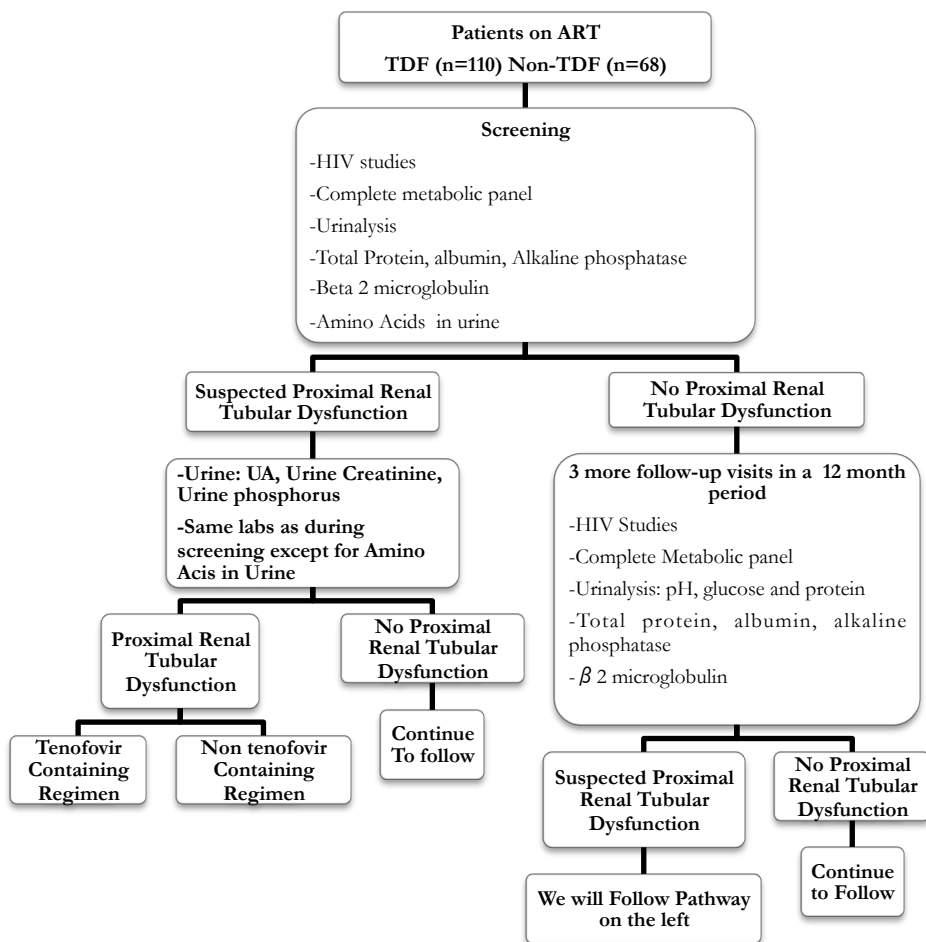 Patients on ART
TDF (n=110) Non-TDF (n=68)
Screening
-HIV studies
-Complete metabolic panel
-Urinalysis
-Total Protein, albumin, Alkaline phosphatase
-Beta 2 microglobulin
-Amino Acids in urine
Suspected Proximal Renal
Tubular Dysfunction
No Proximal Renal
Tubular Dysfunction
-Urine: UA, Urine Creatinine,
Urine phosphorus
-Same labs as during
screening except for Amino
Acis in Urine
3 more follow-up visits in a 12 month
period
-HIV Studies
-Complete Metabolic panel
-Urinalysis: pH, glucose and protein
-Total protein, albumin, alkaline
phosphatase
-β 2 microglobulin
Proximal Renal
Tubular
Dysfunction
No Proximal
Renal Tubular
Dysfunction
Tenofovir
Containing
Regimen
Non tenofovir
Containing
Regimen
Continue
To follow
Suspected Proximal
Renal Tubular
Dysfunction
No Proximal
Renal Tubular
Dysfunction
We will Follow Pathway
on the left
Continue
to Follow